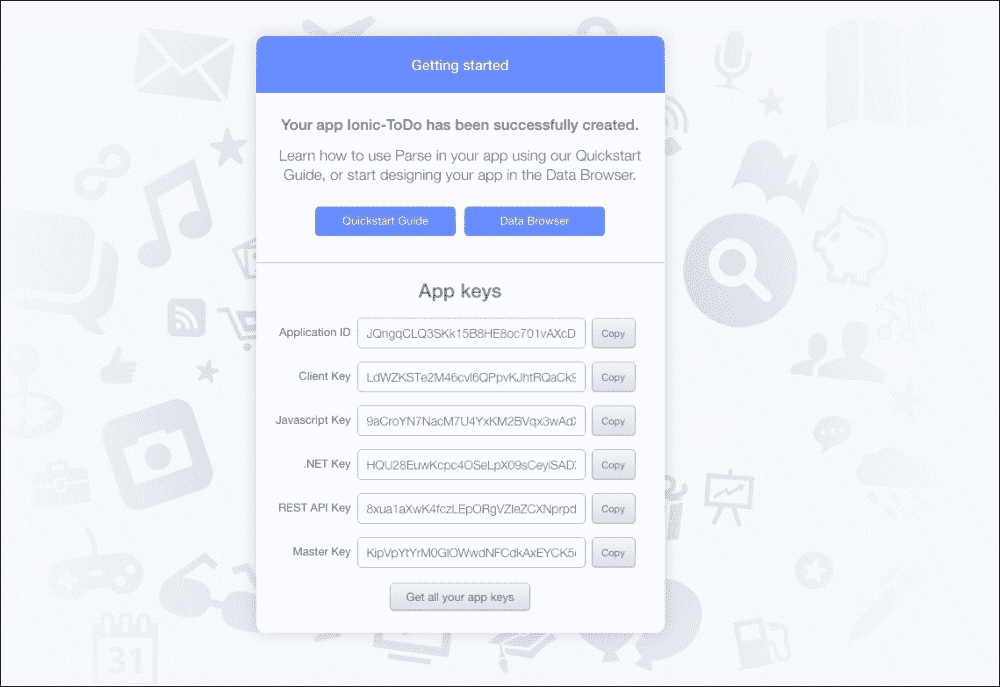 Getting started
Your app Ionic-ToDo has been successfully created.
Learn how to use Parse in your app using our Quickstart
Guide, or start designing your app in the Data Browser.
Quickstart Guide Data Browser
App keys
Application ID JQngqCLQ3SKk15B8HE8oc701vAXcD Copy
Client Key LdWZKSTe2M46cvl6QPpvKJhtRQaCkS Copy
Javascript Key 9aCroYN7NacM7U4YxKM2BVqx3wAdX Copy
.NET Key HQU28EuwKcpc4OSeLpX09sCeyiSADX Copy
REST API Key 8xua1aXwK4fczLEpORgVZleZCXNprpd Copy
Master Key KipVpYtYrM0GlOWwdNFCdkAxEYCK5 Copy
Get all your app keys
31